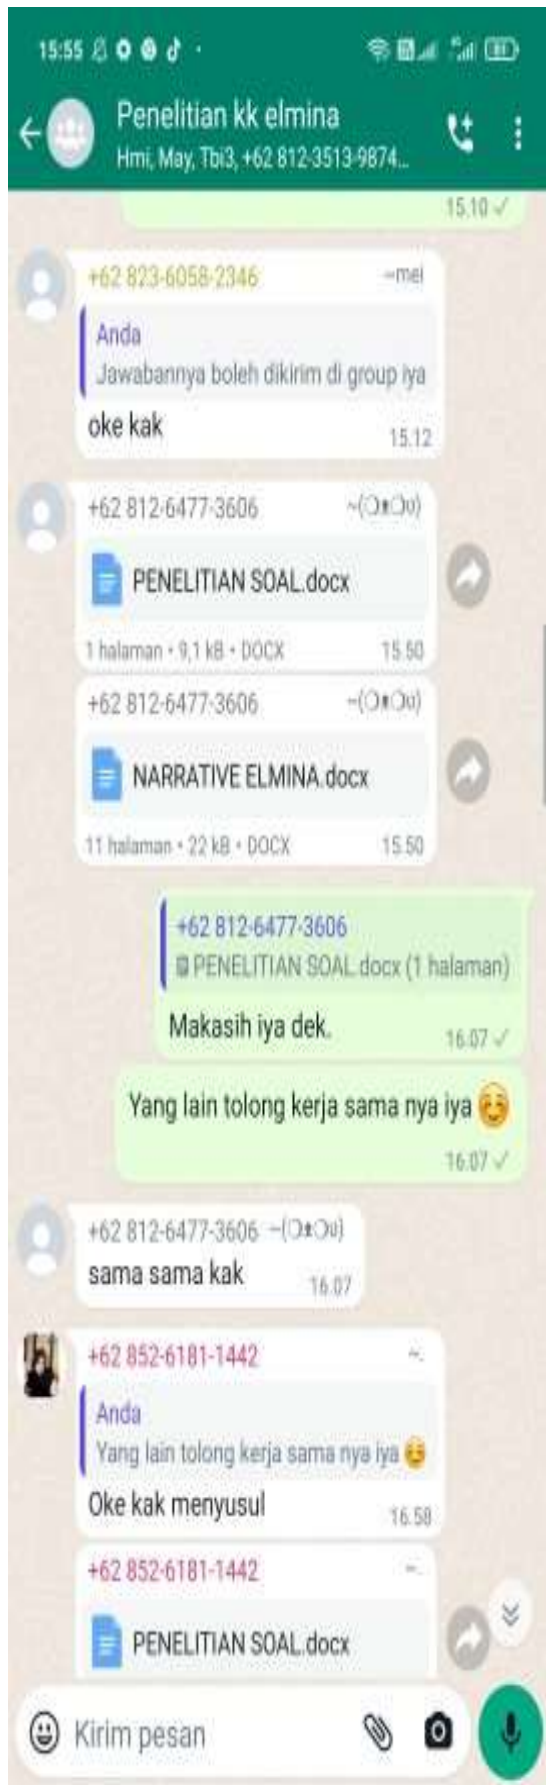 15:55
Penelitian kk elmina
Hmi, May, Tbi3, +62 812-3513-9874...
15.10
+62 823-6058-2346 ~mei
Anda
Jawabannya boleh dikirim di group iya
oke kak 15.12
+62 812-6477-3606
PENELITIAN SOAL.docx
1 halaman • 9,1 kB • DOCX 15.50
+62 812-6477-3606
NARRATIVE ELMINA.docx
11 halaman • 22 kB • DOCX 15.50
+62 812-6477-3606
PENELITIAN SOAL.docx (1 halaman)
Makasih iya dek. 16.07
Yang lain tolong kerja sama nya iya ☺️
16.07
+62 812-6477-3606
sama sama kak 16.07
+62 852-6181-1442 ~.
Anda
Yang lain tolong kerja sama nya iya ☺️
Oke kak menyusul 16.58
+62 852-6181-1442 ~.
PENELITIAN SOAL.docx
Kirim pesan